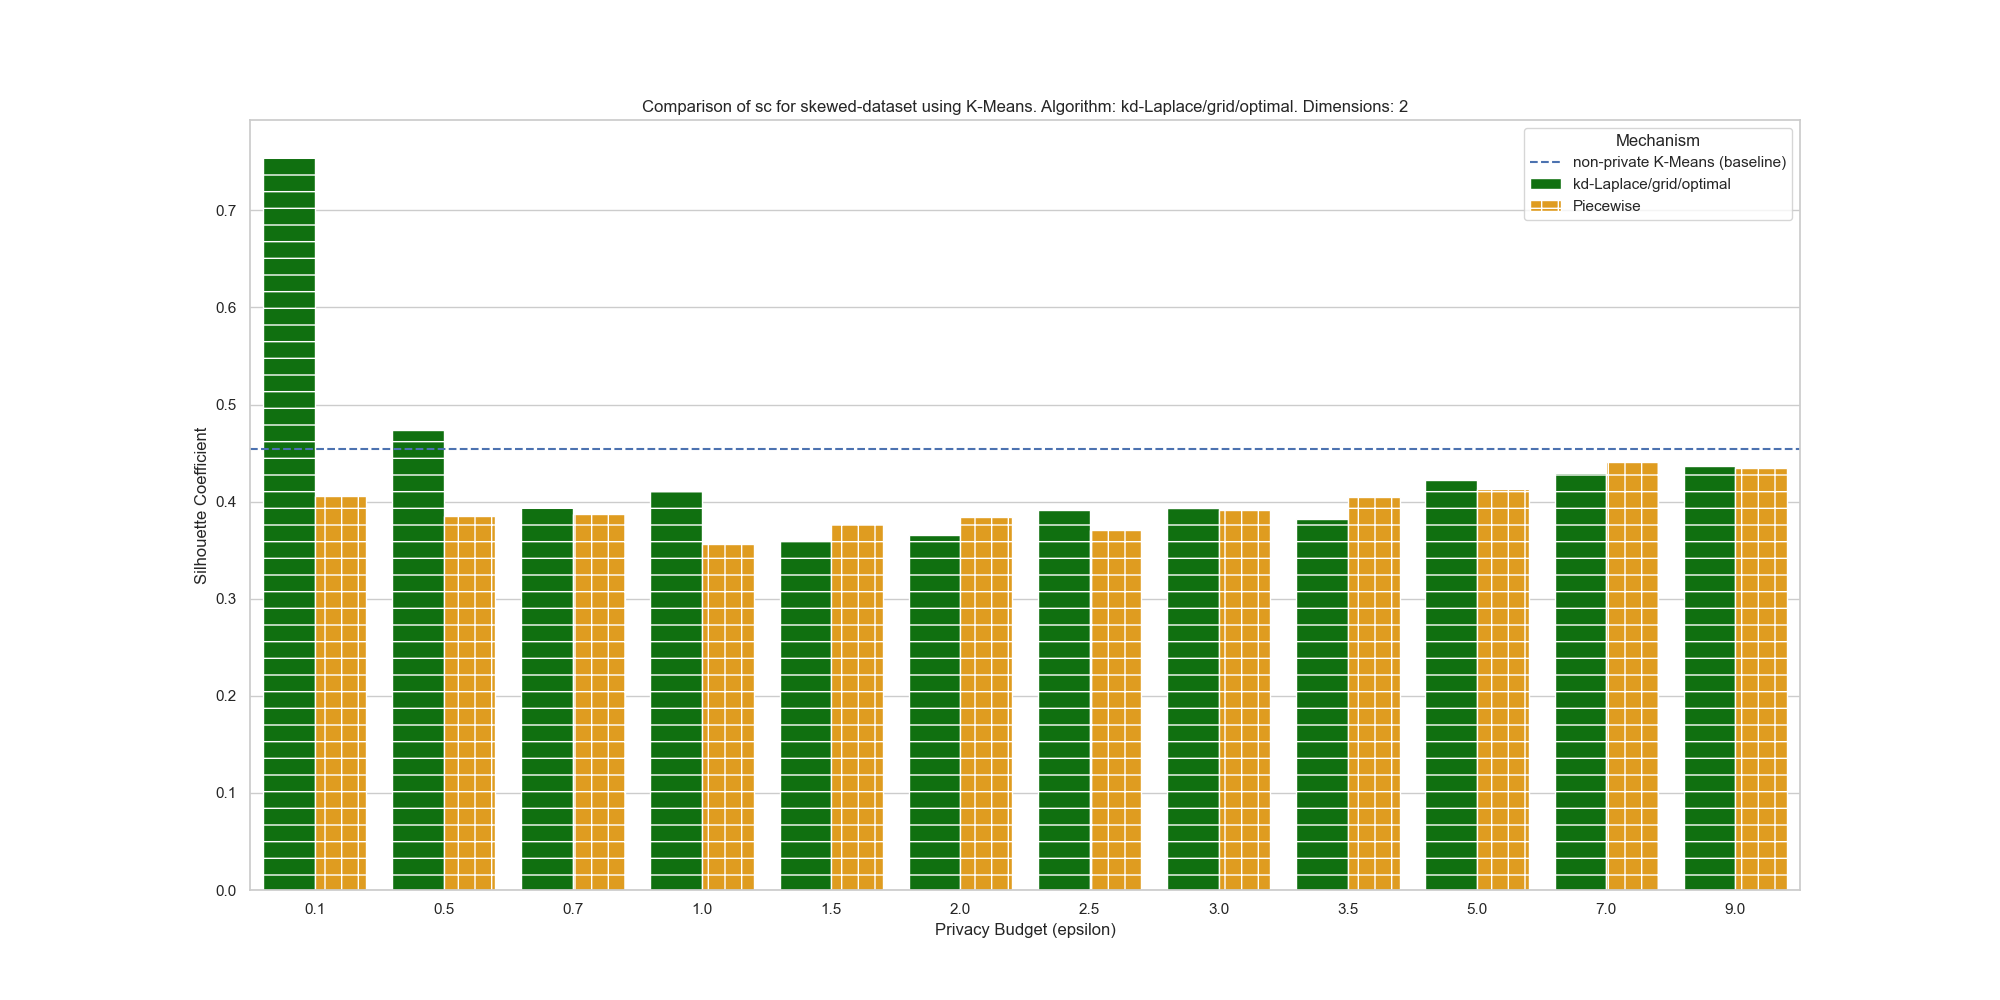 Comparison of sc for skewed-dataset using K-Means. Algorithm: kd-Laplace/grid/optimal. Dimensions: 2
Mechanism
non-private K-Means (baseline)
kd-Laplace/grid/optimal
Piecewise
Silhouette Coefficient
0.7
0.6
0.5
0.4
0.3
0.2
0.1
0.0
0.1 0.5 0.7 1.0 1.5 2.0 2.5 3.0 3.5 5.0 7.0 9.0
Privacy Budget (epsilon)